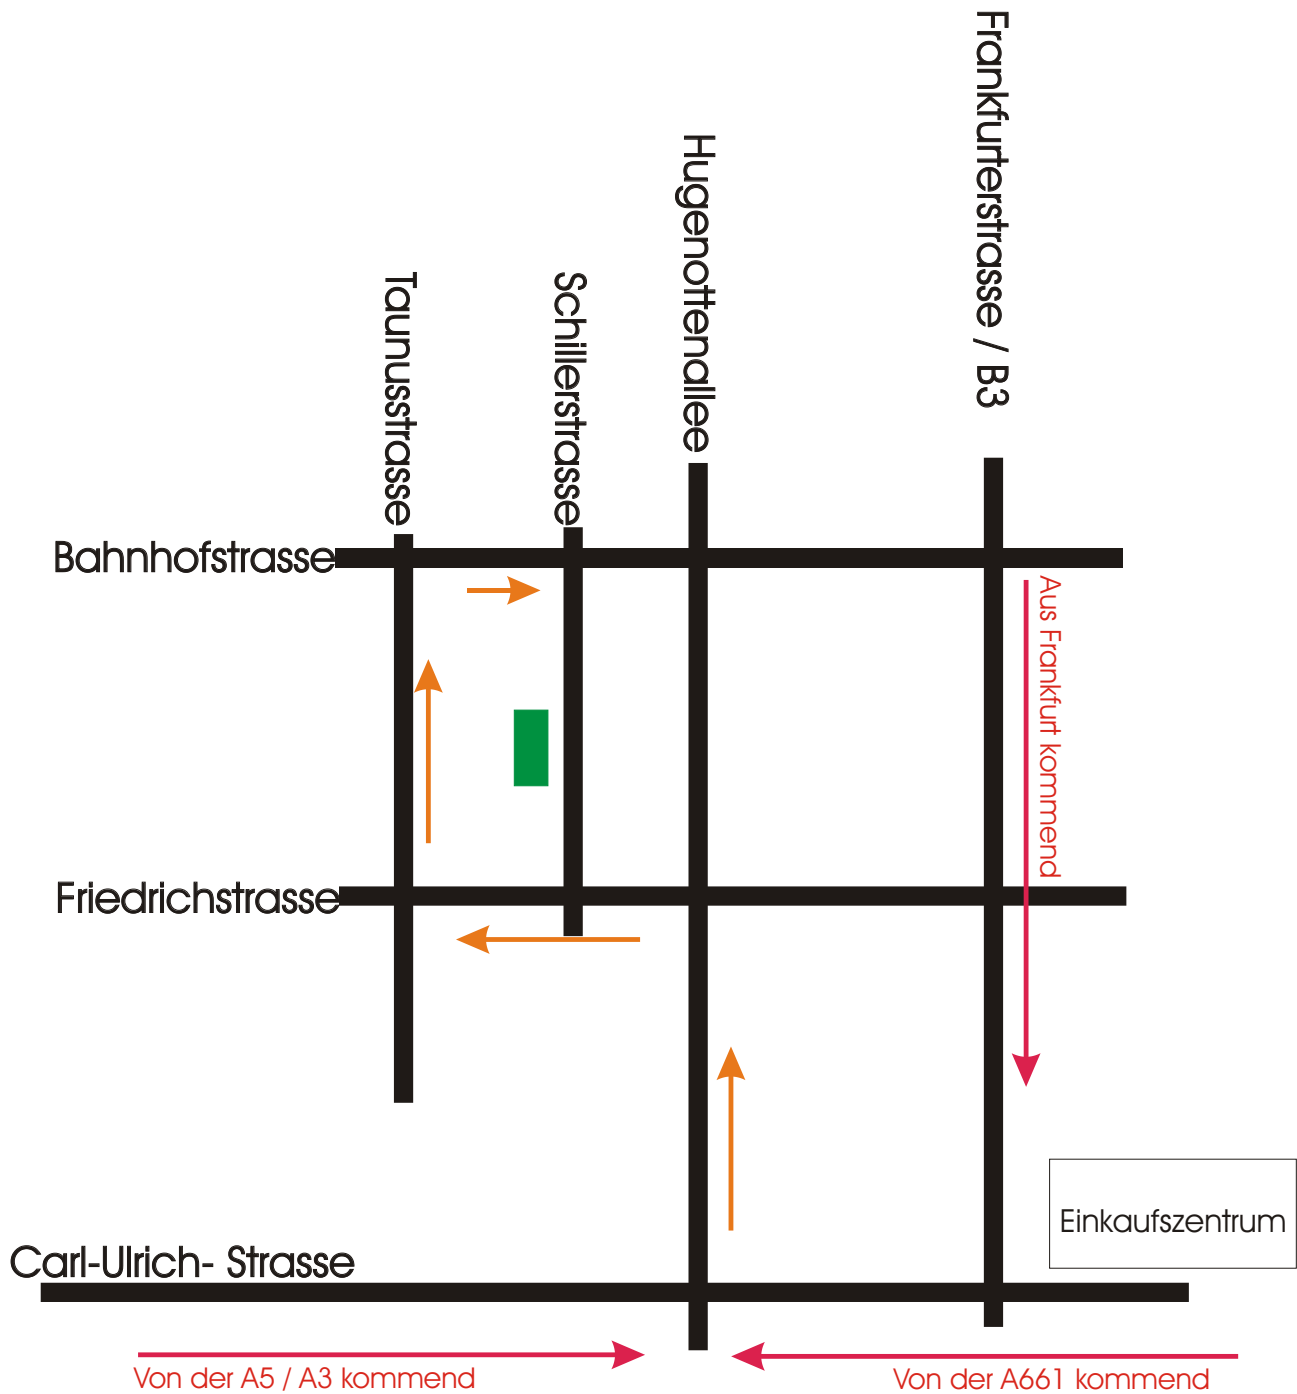 Frankfurterstrasse / B3
Hugenottenallee
Schillerstrasse
Taunusstrasse
Bahnhofstrasse
Aus Frankfurt kommend
Friedrichstrasse
Einkaufszentrum
Carl-Ulrich- Strasse
Von der A5 / A3 kommend
Von der A661 kommend